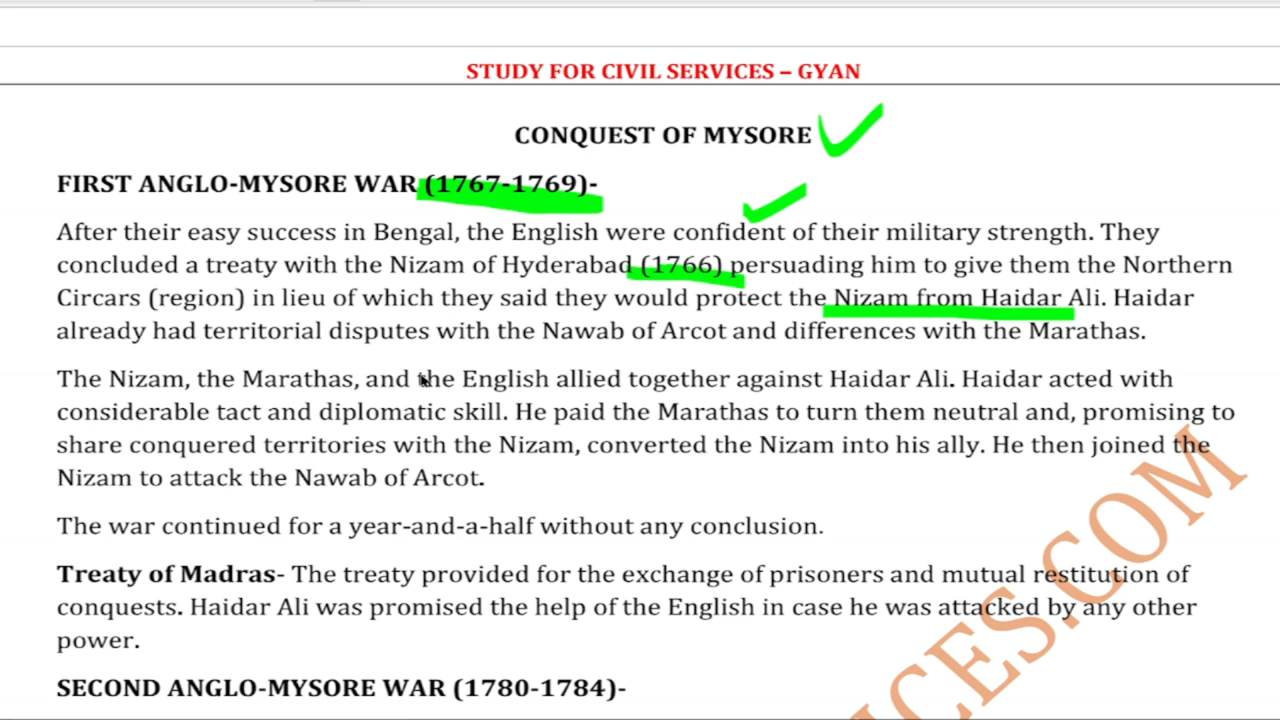 STUDY FOR CIVIL SERVICES – GYAN
CONQUEST OF MYSORE
FIRST ANGLO-MYSORE WAR (1767-1769)-
After their easy success in Bengal, the English were confident of their military strength. They
concluded a treaty with the Nizam of Hyderabad (1766) persuading him to give them the Northern
Circars (region) in lieu of which they said they would protect the Nizam from Haidar Ali. Haidar
already had territorial disputes with the Nawab of Arcot and differences with the Marathas.
The Nizam, the Marathas, and the English allied together against Haidar Ali. Haidar acted with
considerable tact and diplomatic skill. He paid the Marathas to turn them neutral and, promising to
share conquered territories with the Nizam, converted the Nizam into his ally. He then joined the
Nizam to attack the Nawab of Arcot.
The war continued for a year-and-a-half without any conclusion.
Treaty of Madras- The treaty provided for the exchange of prisoners and mutual restitution of
conquests. Haidar Ali was promised the help of the English in case he was attacked by any other
power.
SECOND ANGLO-MYSORE WAR (1780-1784)-
ICES.COM